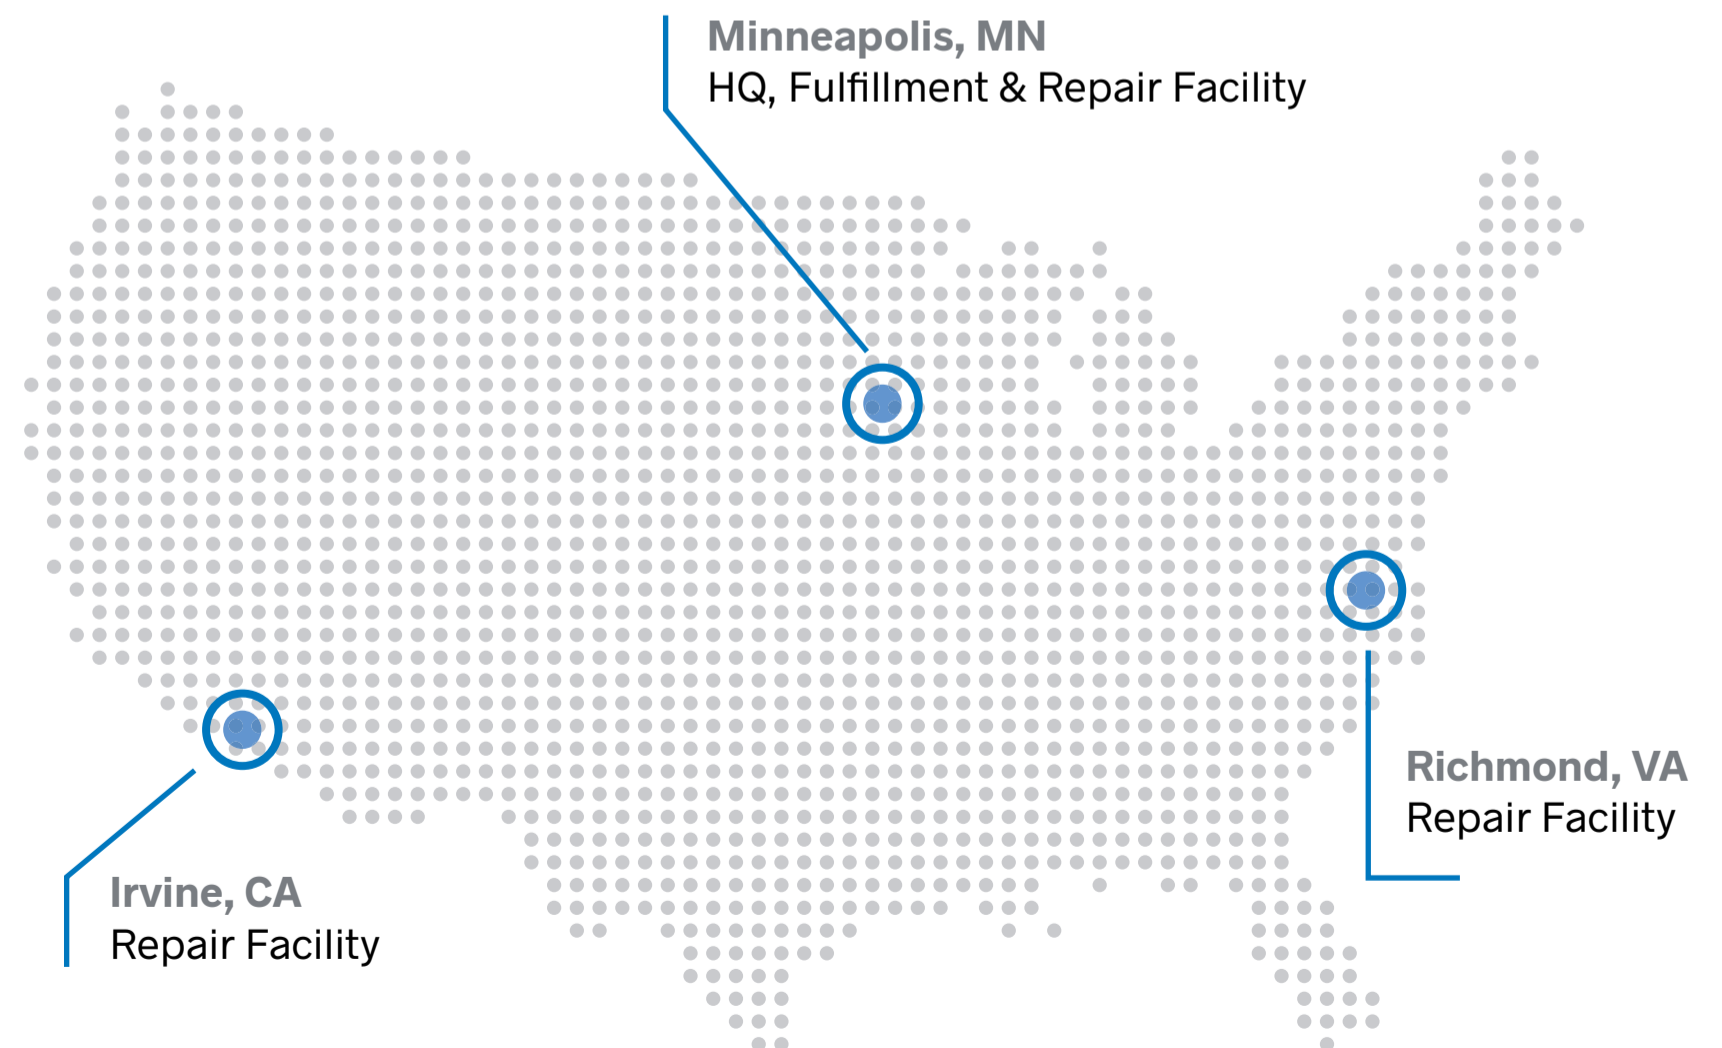 Minneapolis, MN
HQ, Fulfillment & Repair Facility
Richmond, VA
Repair Facility
Irvine, CA
Repair Facility